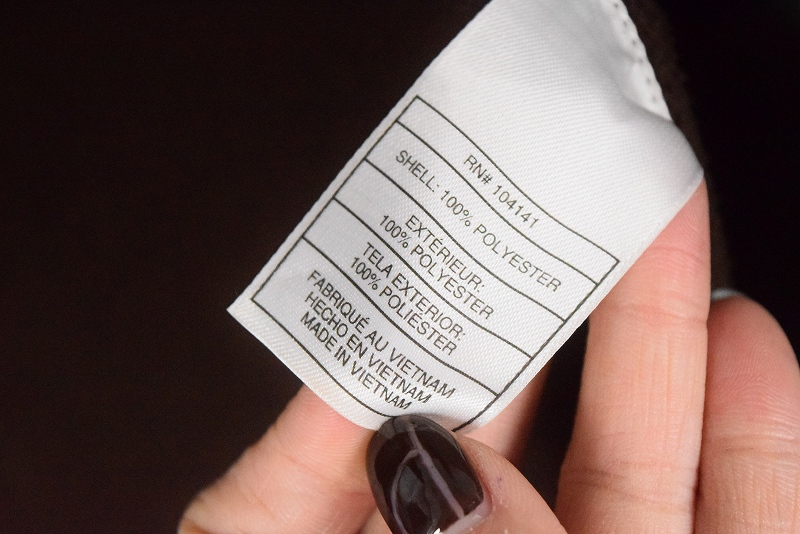 RN# 104141
SHELL: 100% POLYESTER
EXTÉRIEUR:
100% POLYESTER
TELA EXTERIOR:
100% POLIESTER
FABRIQUÉ AU VIETNAM
HECHO EN VIETNAM
MADE IN VIETNAM